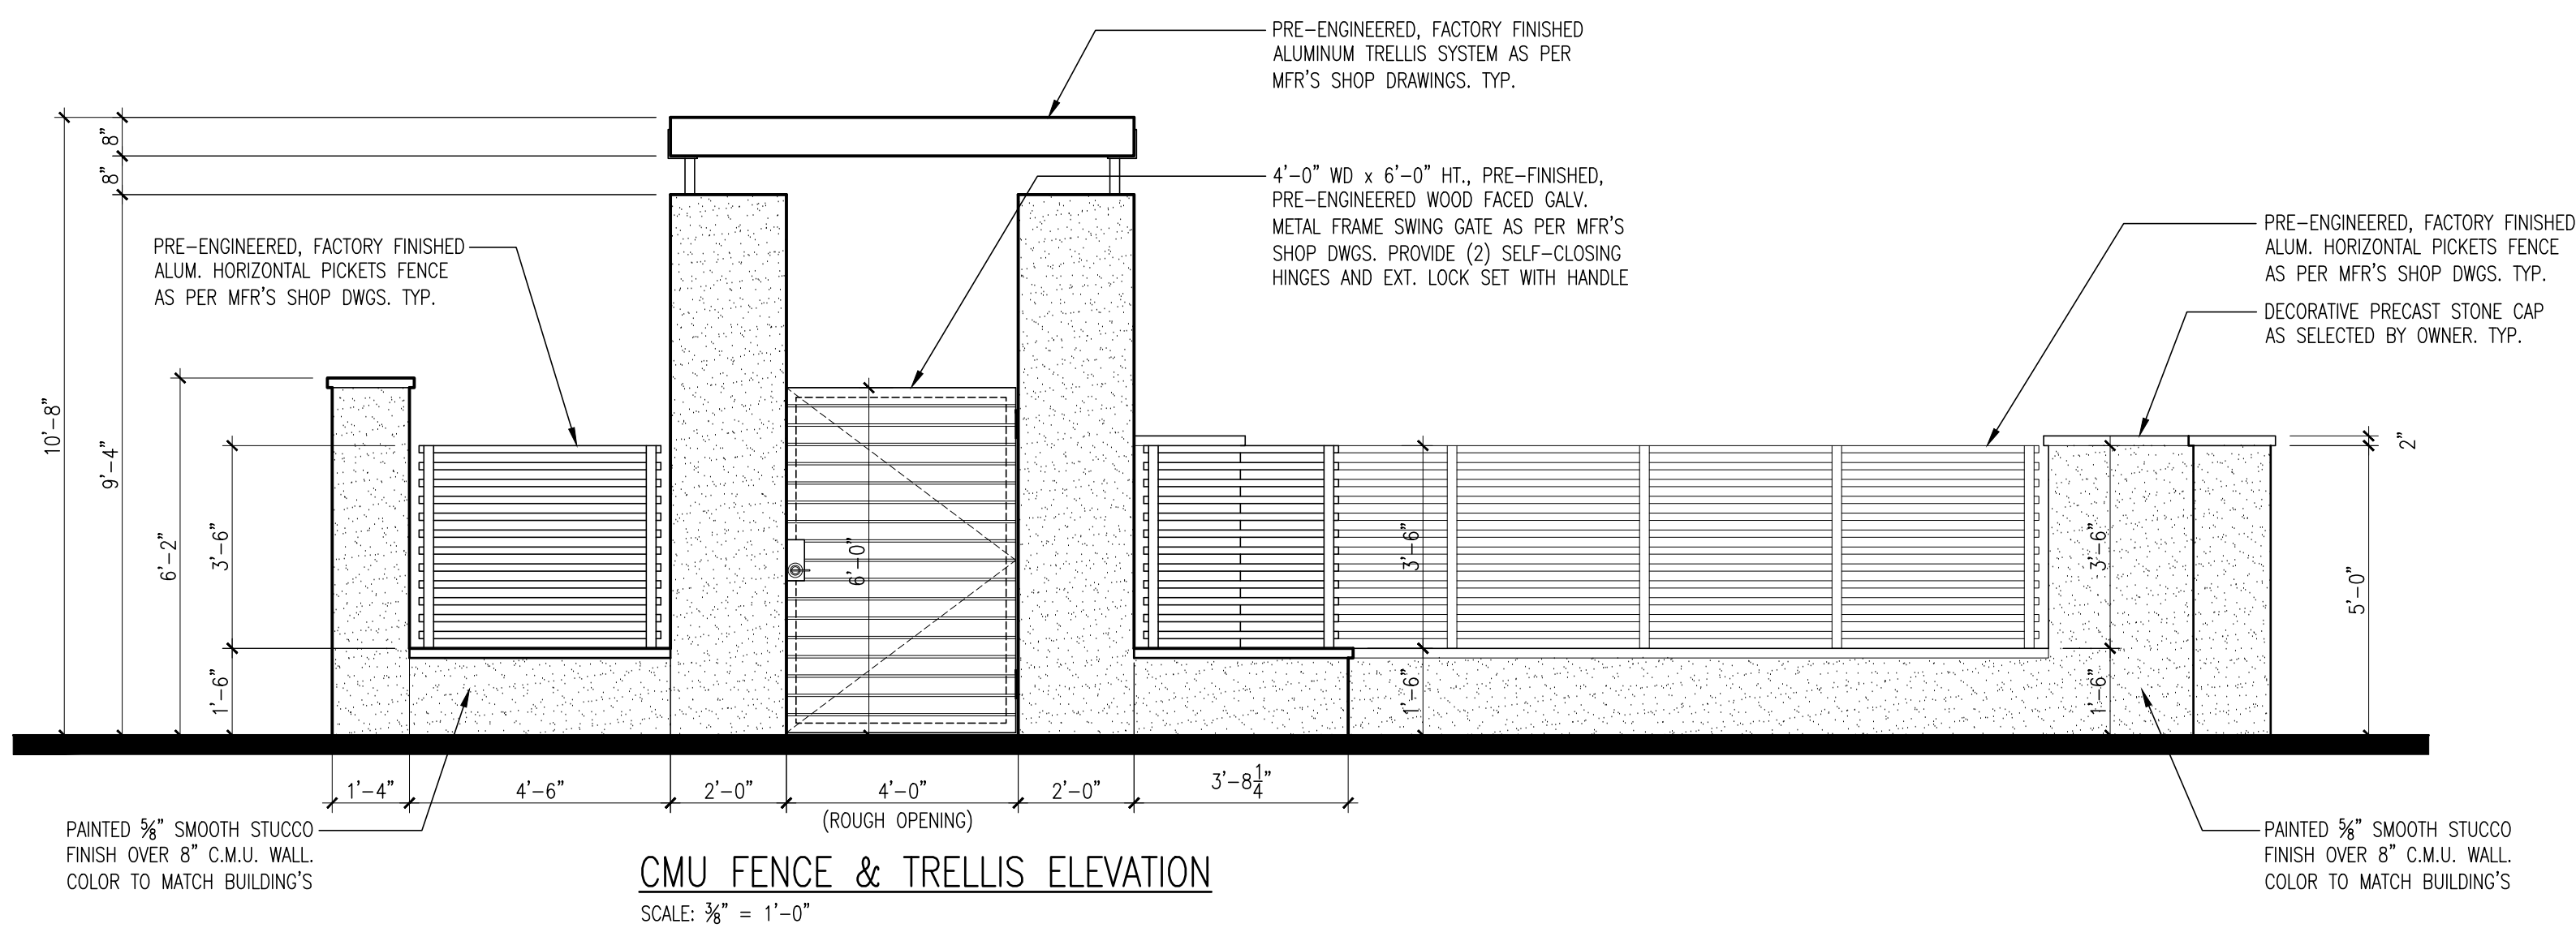 PRE-ENGINEERED, FACTORY FINISHED
ALUMINUM TRELLIS SYSTEM AS PER
MFR'S SHOP DRAWINGS. TYP.
4'-0" WD x 6'-0" HT., PRE-FINISHED,
PRE-ENGINEERED WOOD FACED GALV.
METAL FRAME SWING GATE AS PER MFR'S
SHOP DWGS. PROVIDE (2) SELF-CLOSING
HINGES AND EXT. LOCK SET WITH HANDLE
PRE-ENGINEERED, FACTORY FINISHED
ALUM. HORIZONTAL PICKETS FENCE
AS PER MFR'S SHOP DWGS. TYP.
PRE-ENGINEERED, FACTORY FINISHED
ALUM. HORIZONTAL PICKETS FENCE
AS PER MFR'S SHOP DWGS. TYP.
DECORATIVE PRECAST STONE CAP
AS SELECTED BY OWNER. TYP.
10'-8"
8"
8"
9'-4"
6'-2"
3'-6"
1'-6"
6'-0"
3'-6"
1'-6"
3'-6"
1'-6"
2"
5'-0"
1'-4"
4'-6"
2'-0"
4'-0"
(ROUGH OPENING)
2'-0"
3'-8¼"
PAINTED ⅝" SMOOTH STUCCO
FINISH OVER 8" C.M.U. WALL.
COLOR TO MATCH BUILDING'S
PAINTED ⅝" SMOOTH STUCCO
FINISH OVER 8" C.M.U. WALL.
COLOR TO MATCH BUILDING'S
CMU FENCE & TRELLIS ELEVATION
SCALE: ⅜" = 1'-0"